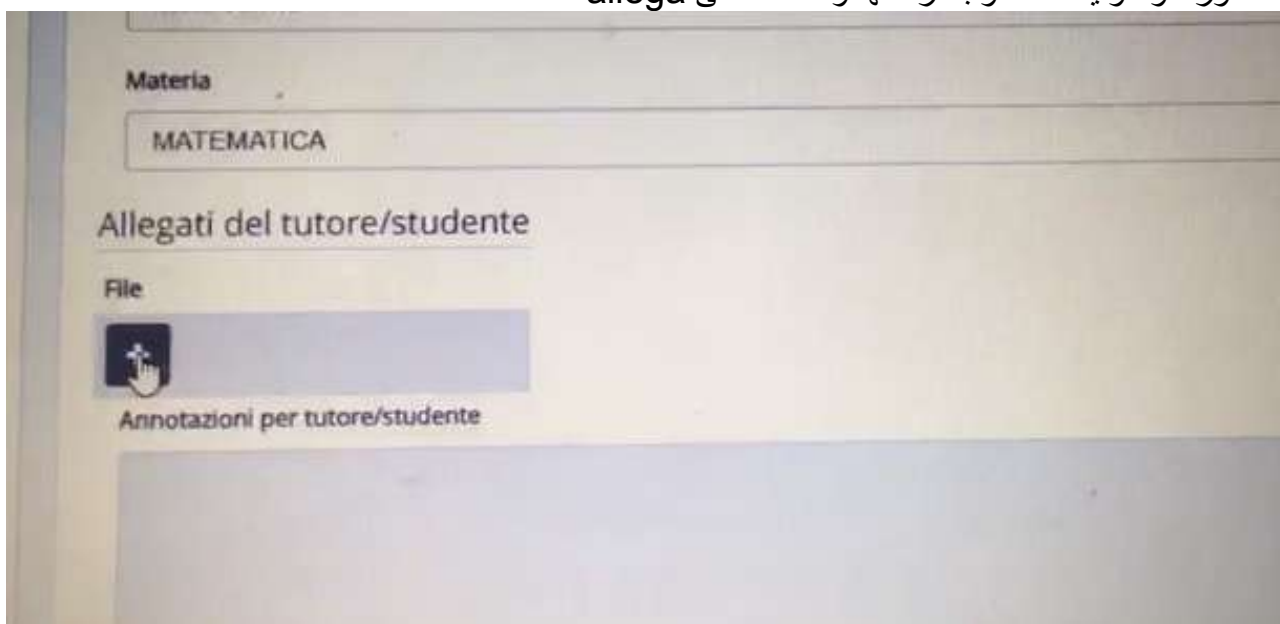 allega
Materia
MATEMATICA
Allegati del tutore/studente
File
+
Annotazioni per tutore/studente